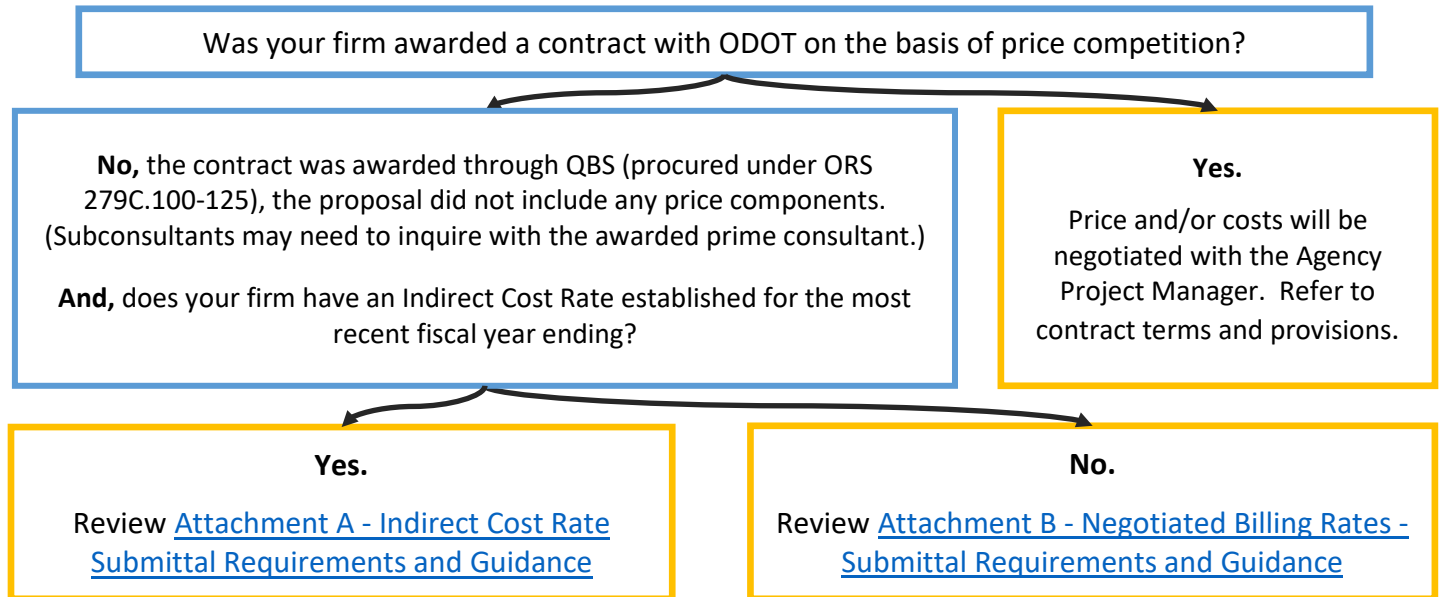 Was your firm awarded a contract with ODOT on the basis of price competition?
No, the contract was awarded through QBS (procured under ORS
279C.100-125), the proposal did not include any price components.
(Subconsultants may need to inquire with the awarded prime consultant.)
And, does your firm have an Indirect Cost Rate established for the most
recent fiscal year ending?
Yes.
Price and/or costs will be
negotiated with the Agency
Project Manager.  Refer to
contract terms and provisions.
Yes.
Review Attachment A - Indirect Cost Rate
Submittal Requirements and Guidance
No.
Review Attachment B - Negotiated Billing Rates -
Submittal Requirements and Guidance